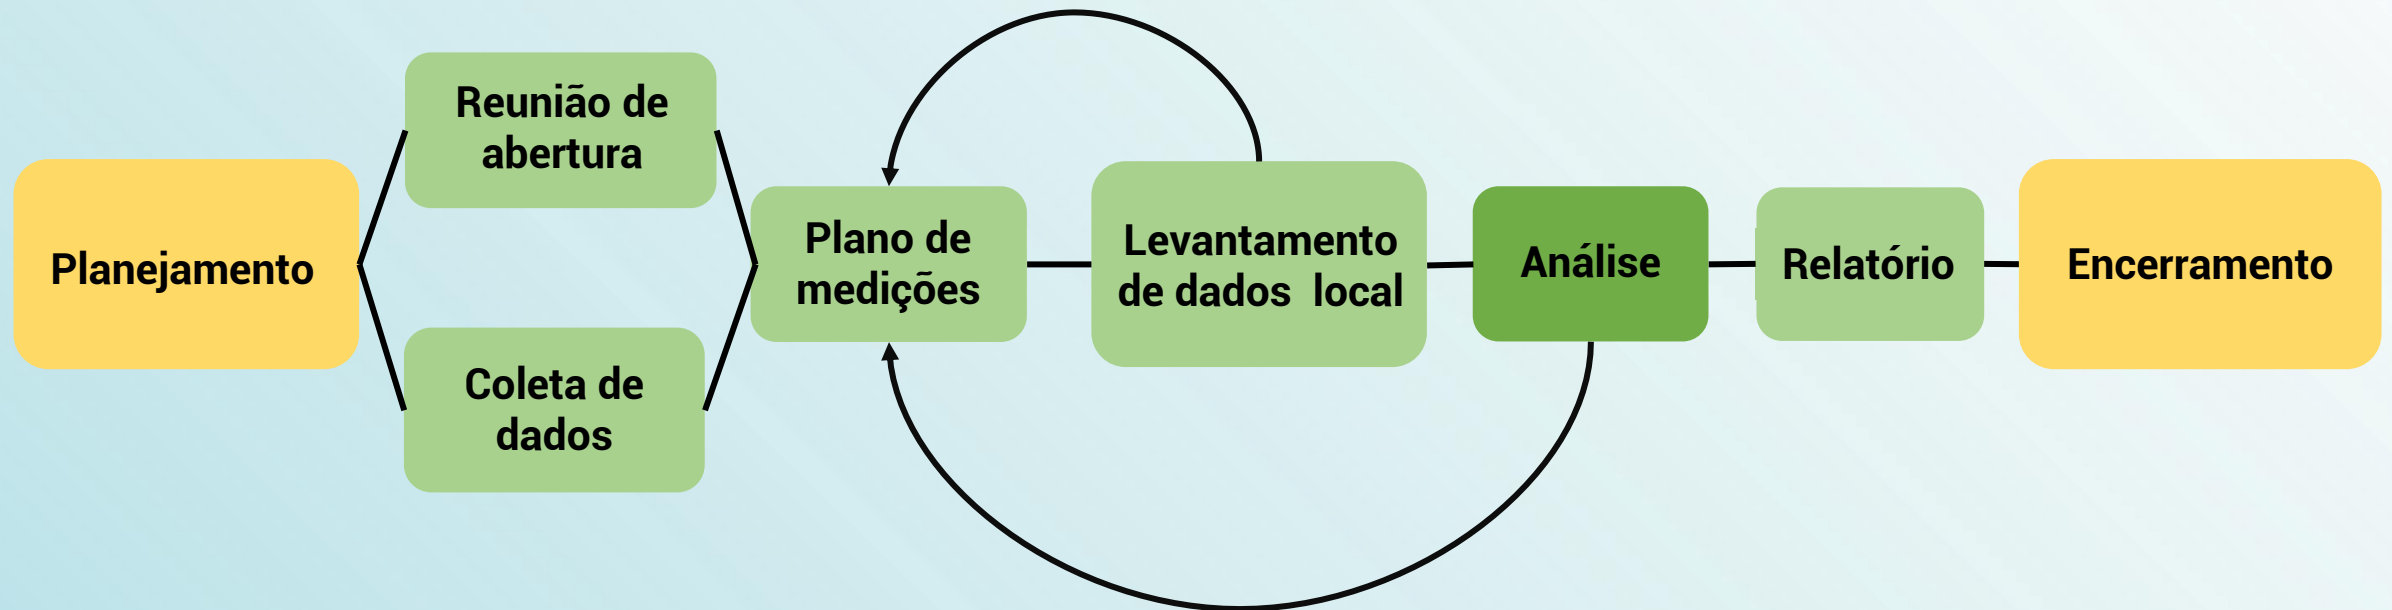 Planejamento
Reunião de
abertura
Coleta de
dados
Plano de
medições
Levantamento
de dados  local
Análise
Relatório
Encerramento